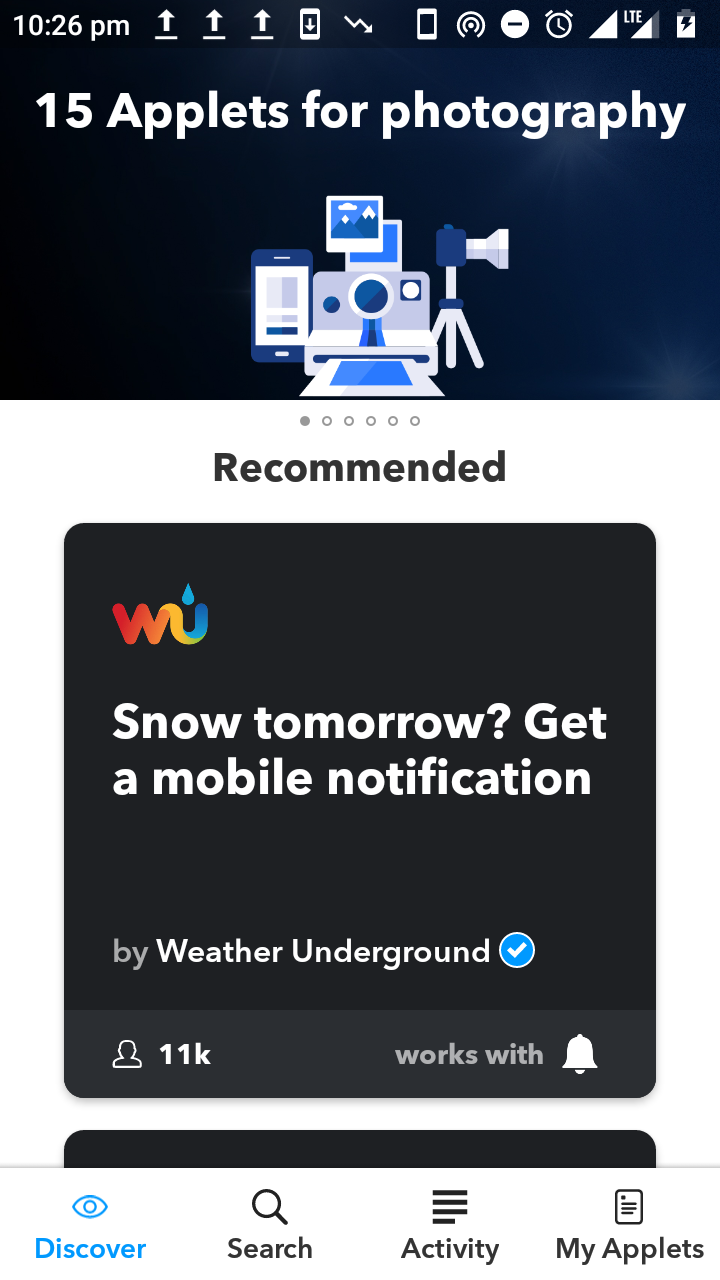 10:26 pm LTE
15 Applets for photography
Recommended
wu
Snow tomorrow? Get
a mobile notification
by Weather Underground
11k works with
Discover Search Activity My Applets